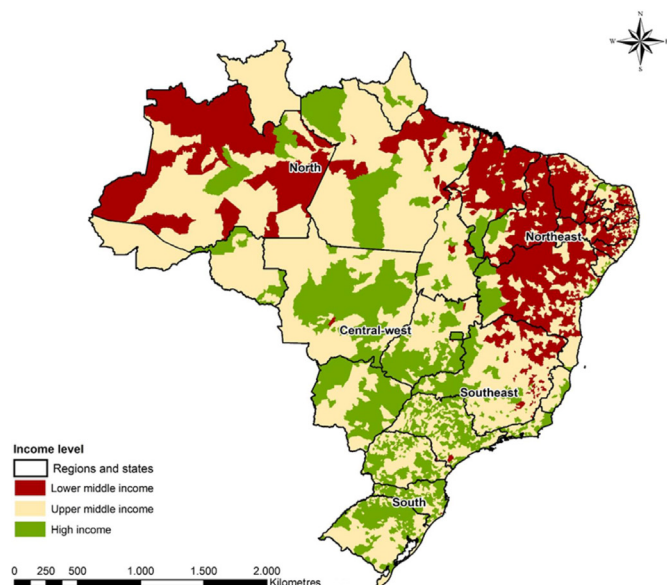 N
W E
S
North
Northeast
Central-west
Southeast
South
Income level
Regions and states
Lower middle income
Upper middle income
High income
0 250 500 1.000 1.500 2.000
Kilometres